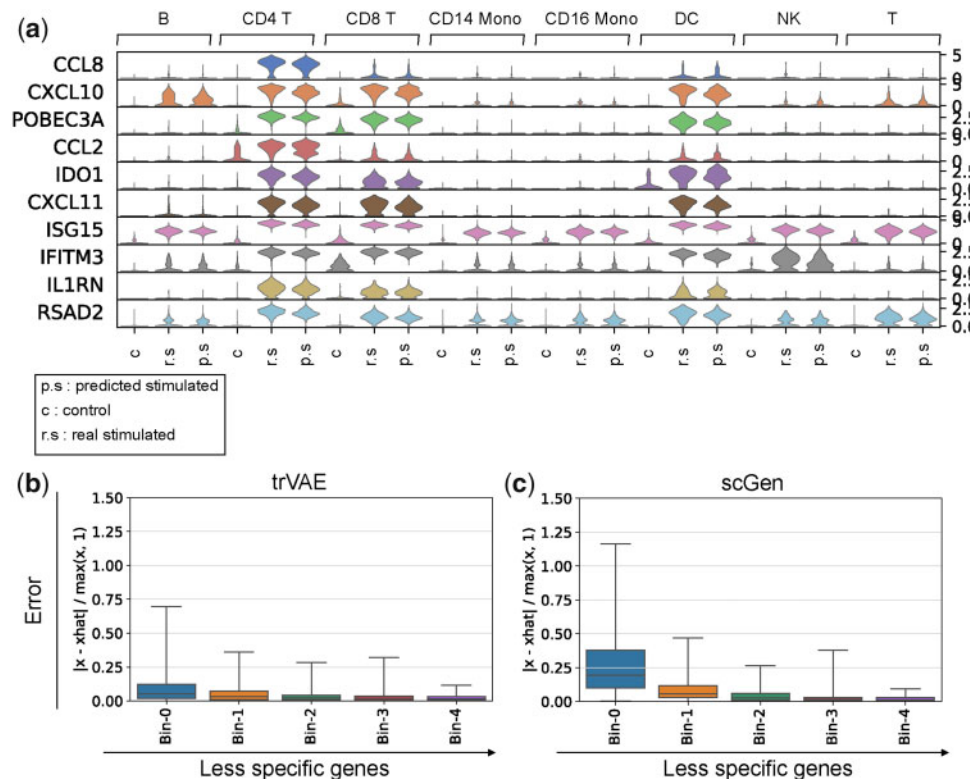 (a)
B CD4 T CD8 T CD14 Mono CD16 Mono DC NK T
CCL8
CXCL10
POBEC3A
CCL2
IDO1
CXCL11
ISG15
IFITM3
IL1RN
RSAD2
c r.s p.s c r.s p.s c r.s p.s c r.s p.s c r.s p.s c r.s p.s c r.s p.s c r.s p.s
p.s : predicted stimulated
c : control
r.s : real stimulated
(b) trVAE
Error
|x - xhat| / max(x, 1)
1.50
1.25
1.00
0.75
0.50
0.25
0.00
Bin-0 Bin-1 Bin-2 Bin-3 Bin-4
Less specific genes
(c) scGen
|x - xhat| / max(x, 1)
1.50
1.25
1.00
0.75
0.50
0.25
0.00
Bin-0 Bin-1 Bin-2 Bin-3 Bin-4
Less specific genes